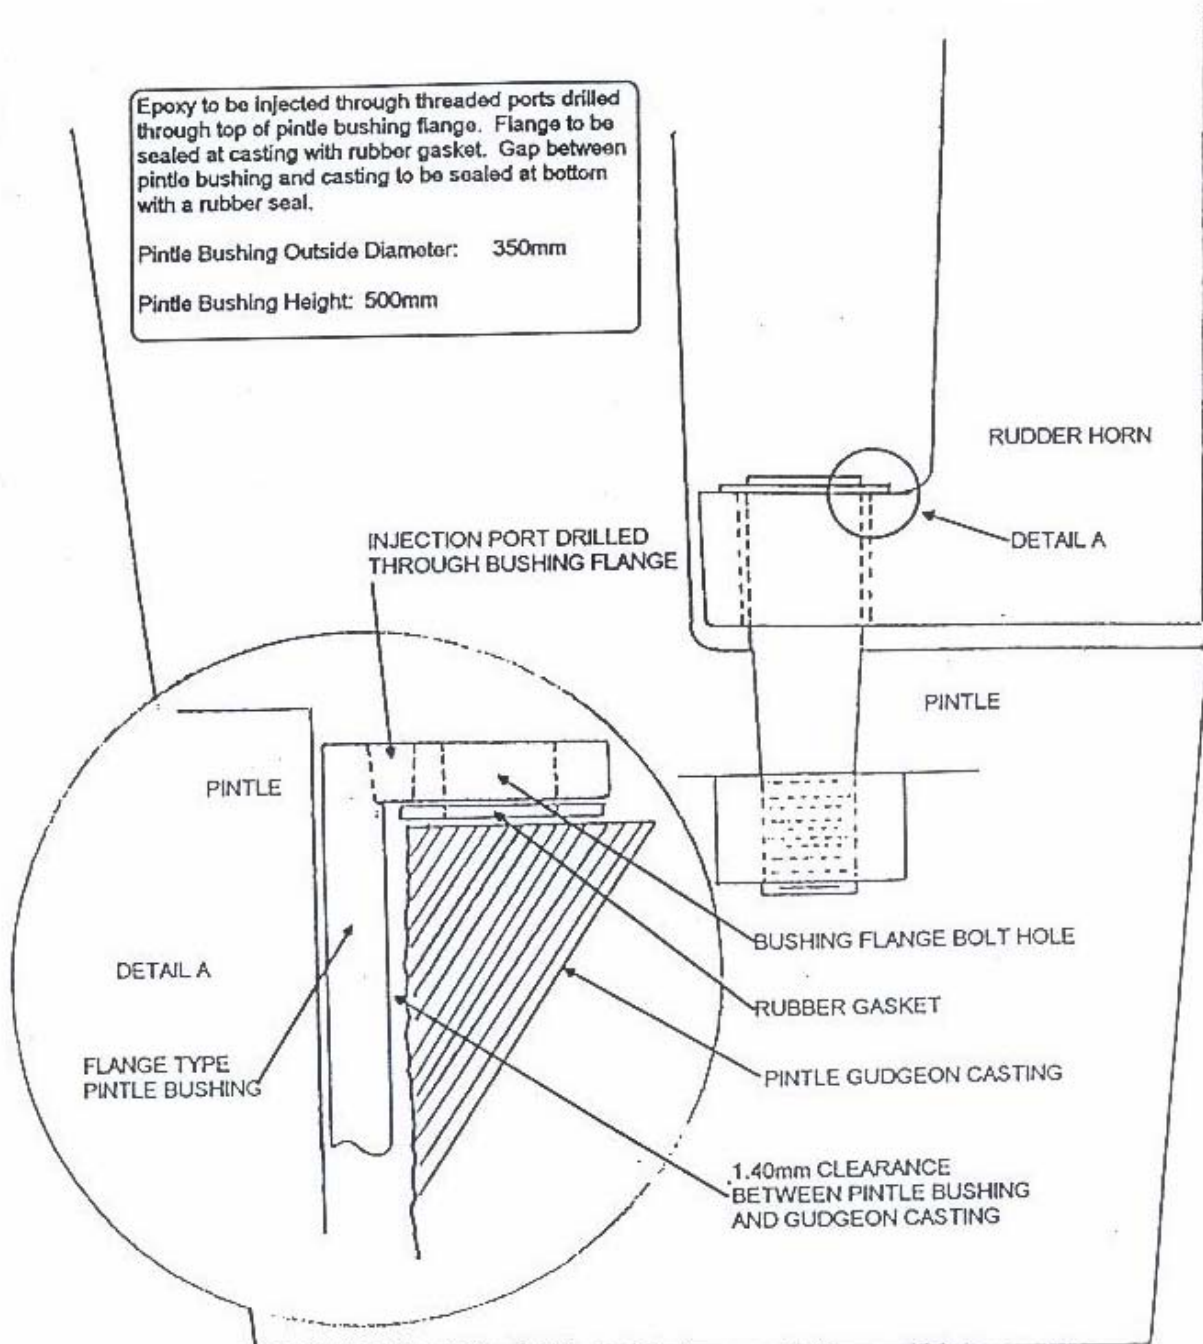 Epoxy to be injected through threaded ports drilled
through top of pintle bushing flange. Flange to be
sealed at casting with rubber gasket. Gap between
pintle bushing and casting to be sealed at bottom
with a rubber seal.
Pintle Bushing Outside Diameter: 350mm
Pintle Bushing Height: 500mm
RUDDER HORN
DETAIL A
INJECTION PORT DRILLED
THROUGH BUSHING FLANGE
PINTLE
PINTLE
BUSHING FLANGE BOLT HOLE
DETAIL A
RUBBER GASKET
FLANGE TYPE
PINTLE BUSHING
PINTLE GUDGEON CASTING
1.40mm CLEARANCE
BETWEEN PINTLE BUSHING
AND GUDGEON CASTING